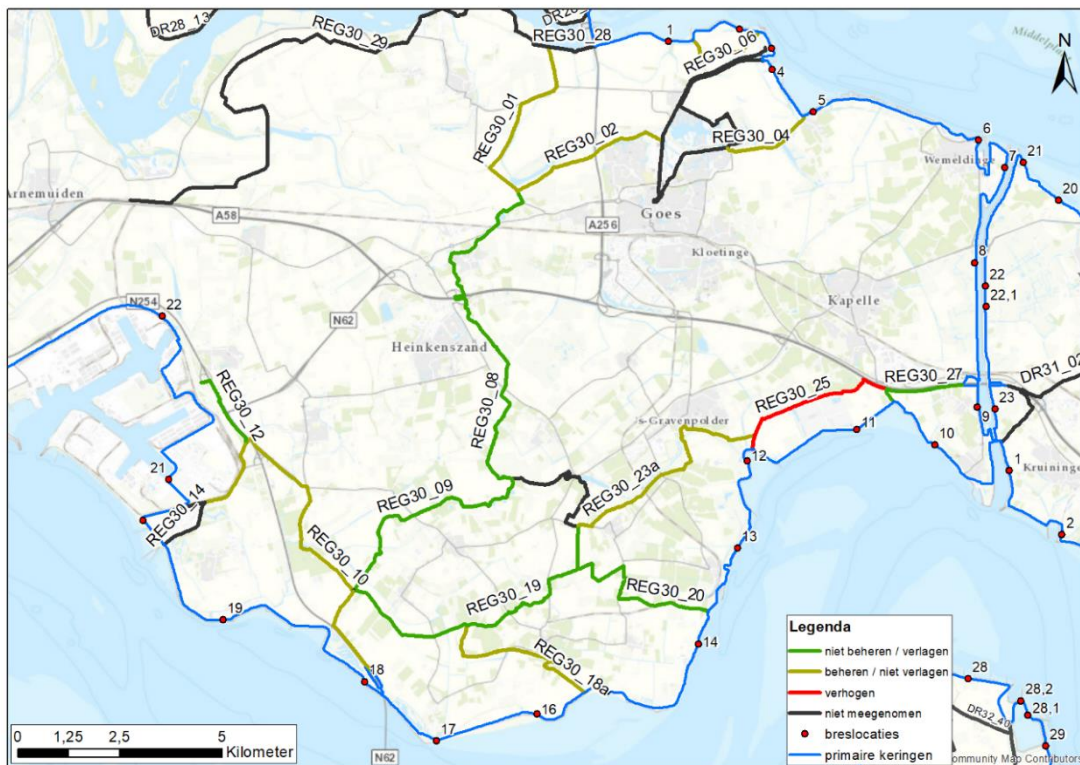 DR28_13
REG30_29
DR28
REG30_28
1
REG30_06
Middelplaat
N
4
5
REG30_01
REG30_02
REG30_04
6
Wemeldinge
7
21
20
Arnemuiden
A58
A256
Goes
Kloetinge
8
22
22,1
N254
22
N62
Kapelle
Heinkenszand
REG30_08
REG30_27
DR31_02
REG30_12
REG30_25
's-Gravenpolder
9
23
11
10
12
Kruiningen
1
21
REG30_14
REG30_09
REG30_23a
2
13
REG30_10
REG30_19
REG30_20
19
14
18
REG30_18a
16
17
N62
28
28,2
28,1
DR32_40
29
Legenda
niet beheren / verlagen
beheren / niet verlagen
verhogen
niet meegenomen
breslocaties
primaire keringen
0 1,25 2,5 5
Kilometer
ommunity Map Contributors